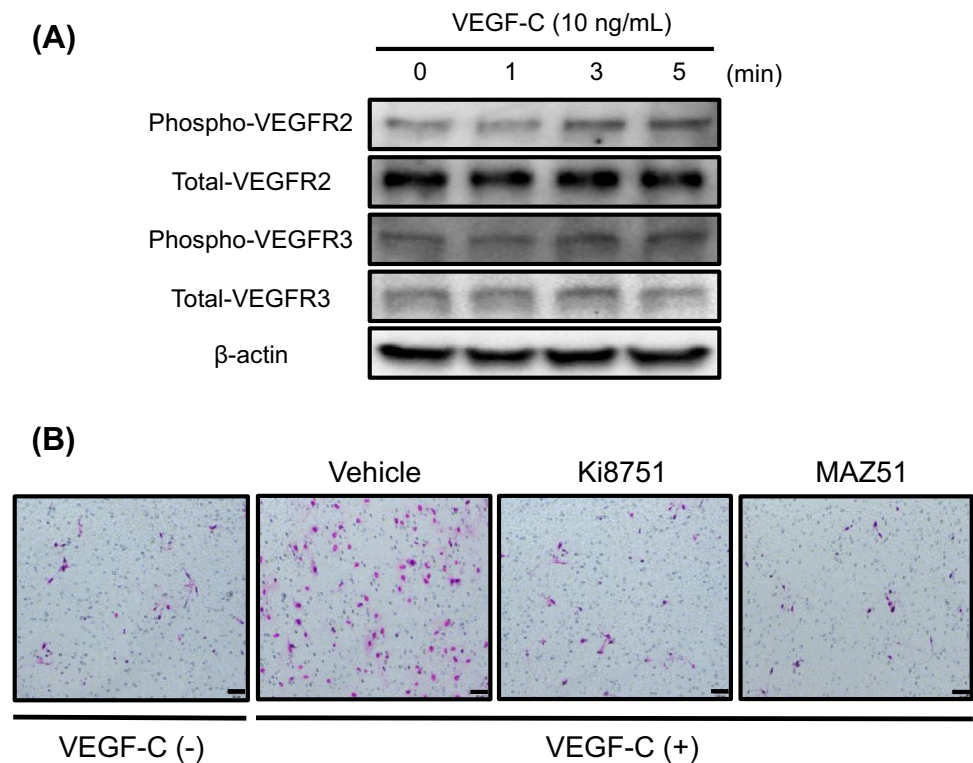 (A)
VEGF-C (10 ng/mL)
0 1 3 5 (min)
Phospho-VEGFR2
Total-VEGFR2
Phospho-VEGFR3
Total-VEGFR3
β-actin
(B)
Vehicle Ki8751 MAZ51
VEGF-C (-) VEGF-C (+)